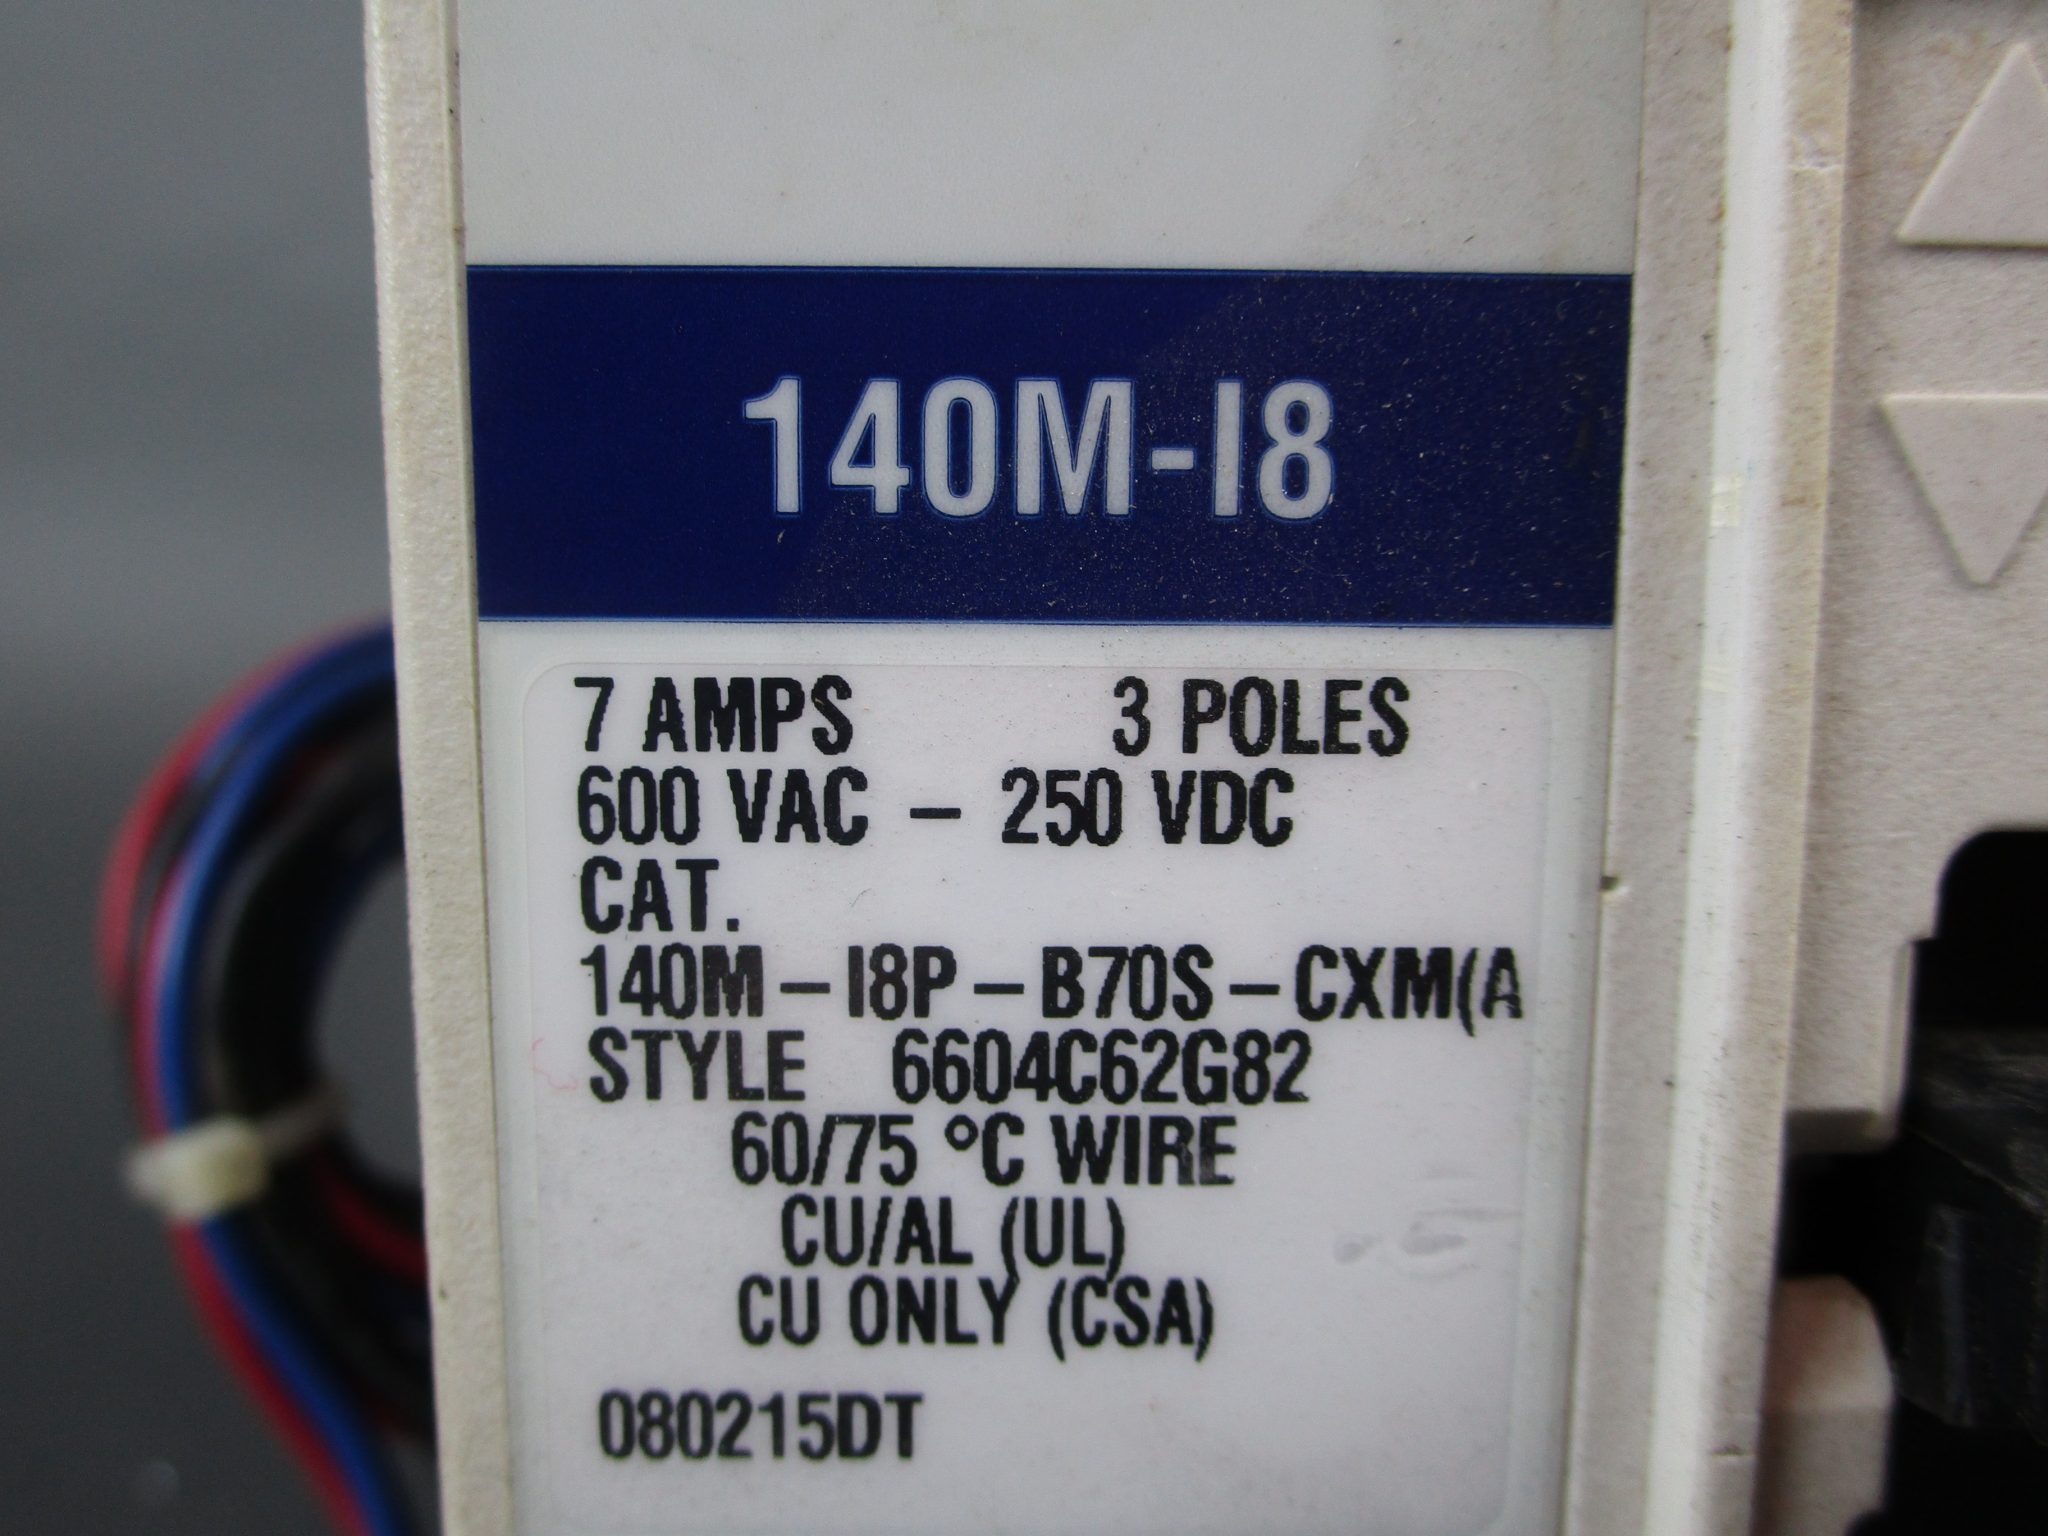 140M-I8
7 AMPS 3 POLES
600 VAC – 250 VDC
CAT.
140M–I8P–B70S–CXM(A
STYLE 6604C62G82
60/75 °C WIRE
CU/AL (UL)
CU ONLY (CSA)
080215DT